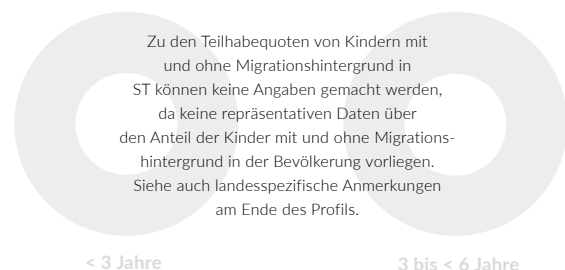 Zu den Teilhabequoten von Kindern mit
und ohne Migrationshintergrund in
ST können keine Angaben gemacht werden,
da keine repräsentativen Daten über
den Anteil der Kinder mit und ohne Migrations-
hintergrund in der Bevölkerung vorliegen.
Siehe auch landesspezifische Anmerkungen
am Ende des Profils.
< 3 Jahre
3 bis < 6 Jahre